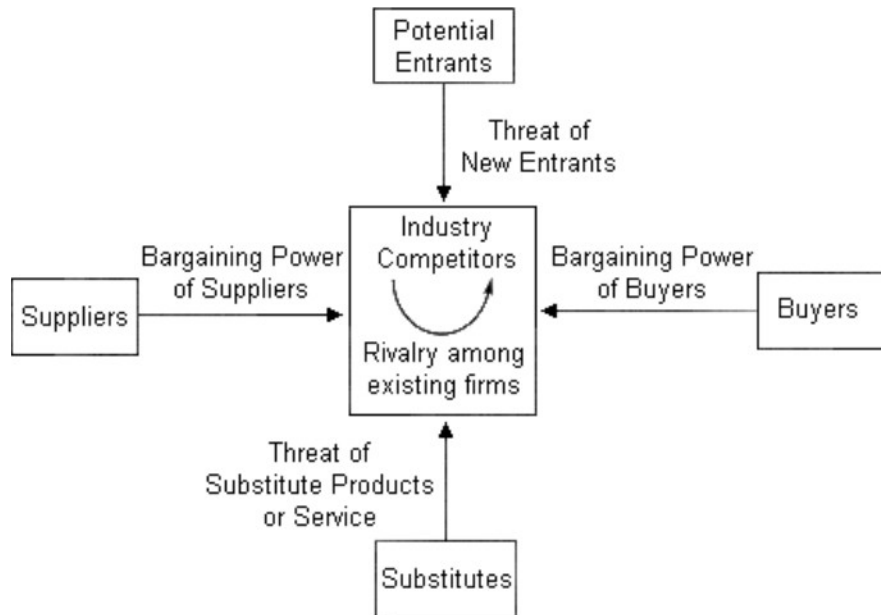 Potential
Entrants
Threat of
New Entrants
Industry
Competitors
Bargaining Power
of Suppliers
Bargaining Power
of Buyers
Suppliers
Buyers
Rivalry among
existing firms
Threat of
Substitute Products
or Service
Substitutes